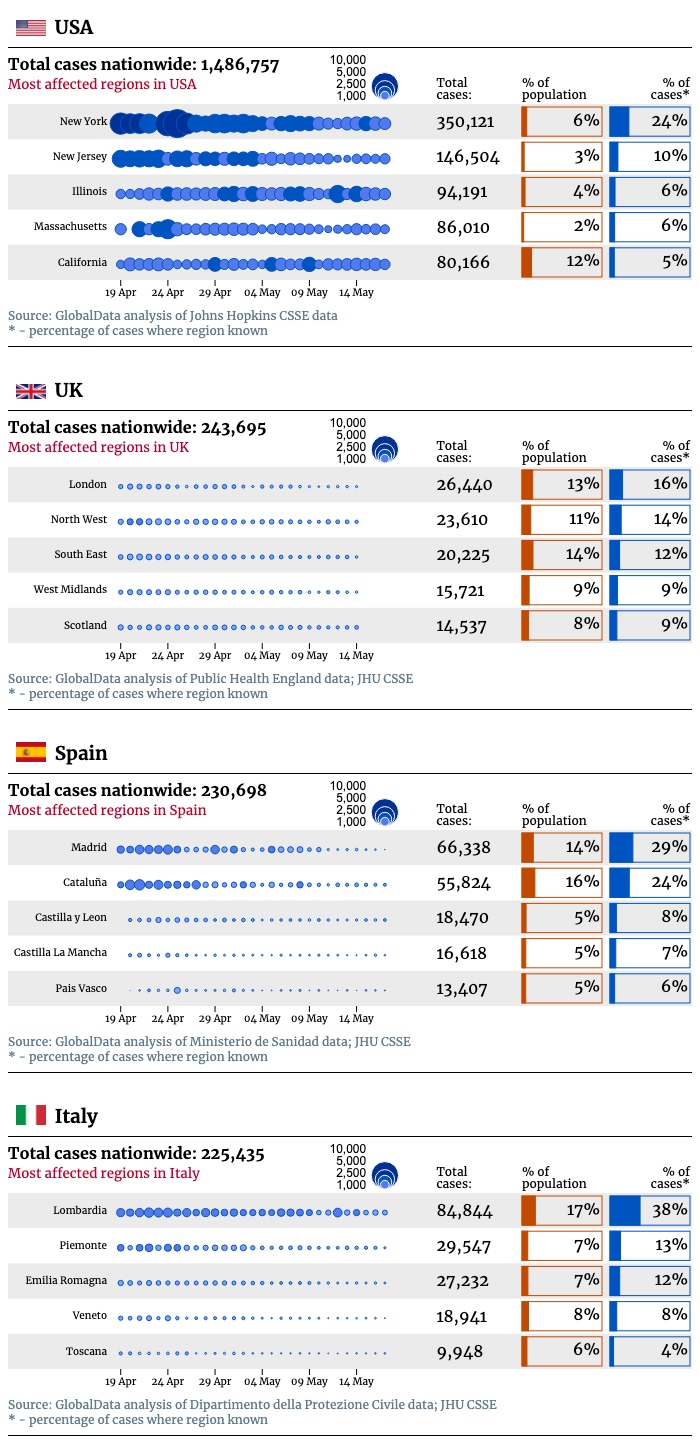 USA
Total cases nationwide: 1,486,757
Most affected regions in USA
10,000
5,000
2,500
1,000
Total cases:
% of population
% of cases*
New York 350,121 6% 24%
New Jersey 146,504 3% 10%
Illinois 94,191 4% 6%
Massachusetts 86,010 2% 6%
California 80,166 12% 5%
19 Apr 24 Apr 29 Apr 04 May 09 May 14 May
Source: GlobalData analysis of Johns Hopkins CSSE data
* - percentage of cases where region known
UK
Total cases nationwide: 243,695
Most affected regions in UK
10,000
5,000
2,500
1,000
Total cases:
% of population
% of cases*
London 26,440 13% 16%
North West 23,610 11% 14%
South East 20,225 14% 12%
West Midlands 15,721 9% 9%
Scotland 14,537 8% 9%
19 Apr 24 Apr 29 Apr 04 May 09 May 14 May
Source: GlobalData analysis of Public Health England data; JHU CSSE
* - percentage of cases where region known
Spain
Total cases nationwide: 230,698
Most affected regions in Spain
10,000
5,000
2,500
1,000
Total cases:
% of population
% of cases*
Madrid 66,338 14% 29%
Cataluña 55,824 16% 24%
Castilla y Leon 18,470 5% 8%
Castilla La Mancha 16,618 5% 7%
Pais Vasco 13,407 5% 6%
19 Apr 24 Apr 29 Apr 04 May 09 May 14 May
Source: GlobalData analysis of Ministerio de Sanidad data; JHU CSSE
* - percentage of cases where region known
Italy
Total cases nationwide: 225,435
Most affected regions in Italy
10,000
5,000
2,500
1,000
Total cases:
% of population
% of cases*
Lombardia 84,844 17% 38%
Piemonte 29,547 7% 13%
Emilia Romagna 27,232 7% 12%
Veneto 18,941 8% 8%
Toscana 9,948 6% 4%
19 Apr 24 Apr 29 Apr 04 May 09 May 14 May
Source: GlobalData analysis of Dipartimento della Protezione Civile data; JHU CSSE
* - percentage of cases where region known